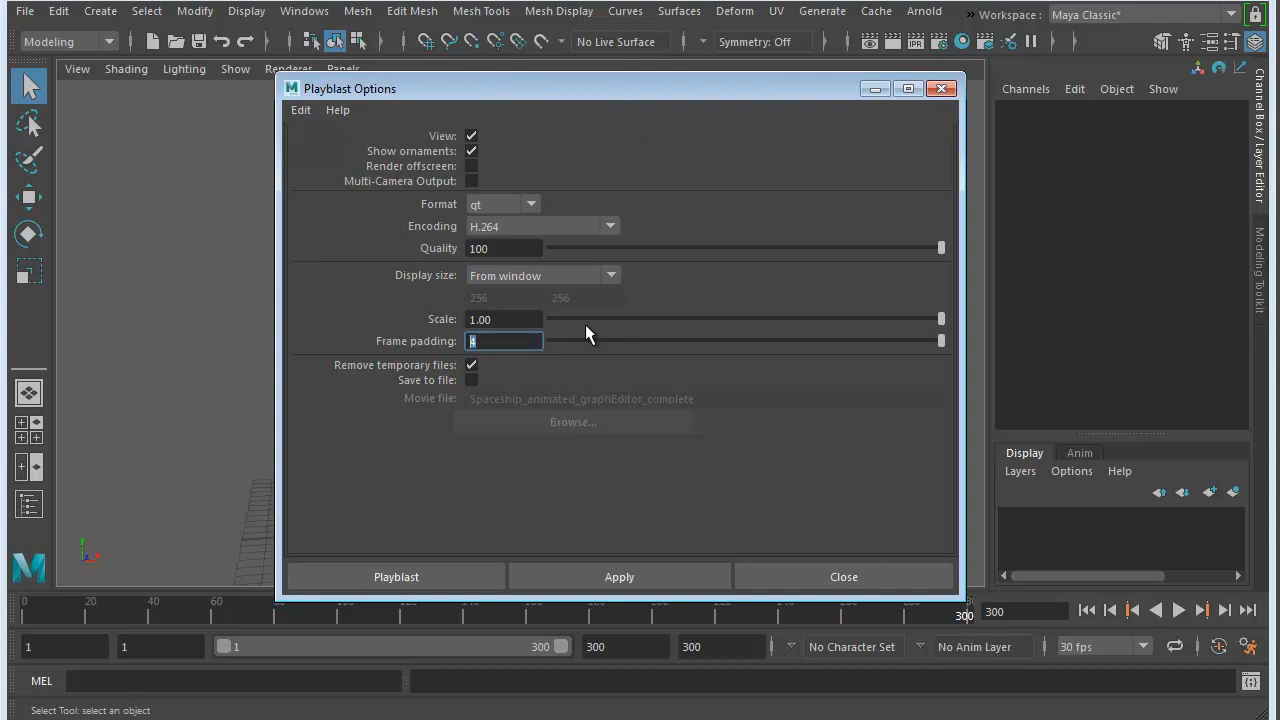 File Edit Create Select Modify Display Windows Mesh Edit Mesh Mesh Tools Mesh Display Curves Surfaces Deform UV Generate Cache Arnold » Workspace : Maya Classic*
Modeling No Live Surface Symmetry: Off IPR
View Shading Lighting Show Renderer Panels
Playblast Options
Edit Help
View:
Show ornaments:
Render offscreen:
Multi-Camera Output:
Format qt
Encoding H.264
Quality 100
Display size: From window
256 256
Scale: 1.00
Frame padding: 4
Remove temporary files:
Save to file:
Movie file: Spaceship_animated_graphEditor_complete
Browse...
Playblast Apply Close
Channels Edit Object Show
Channel Box / Layer Editor
Modeling Toolkit
Display Anim
Layers Options Help
y
x
z
0 20 40 60 300
300
1 1 1 300 300 300 No Character Set No Anim Layer 30 fps
MEL
Select Tool: select an object